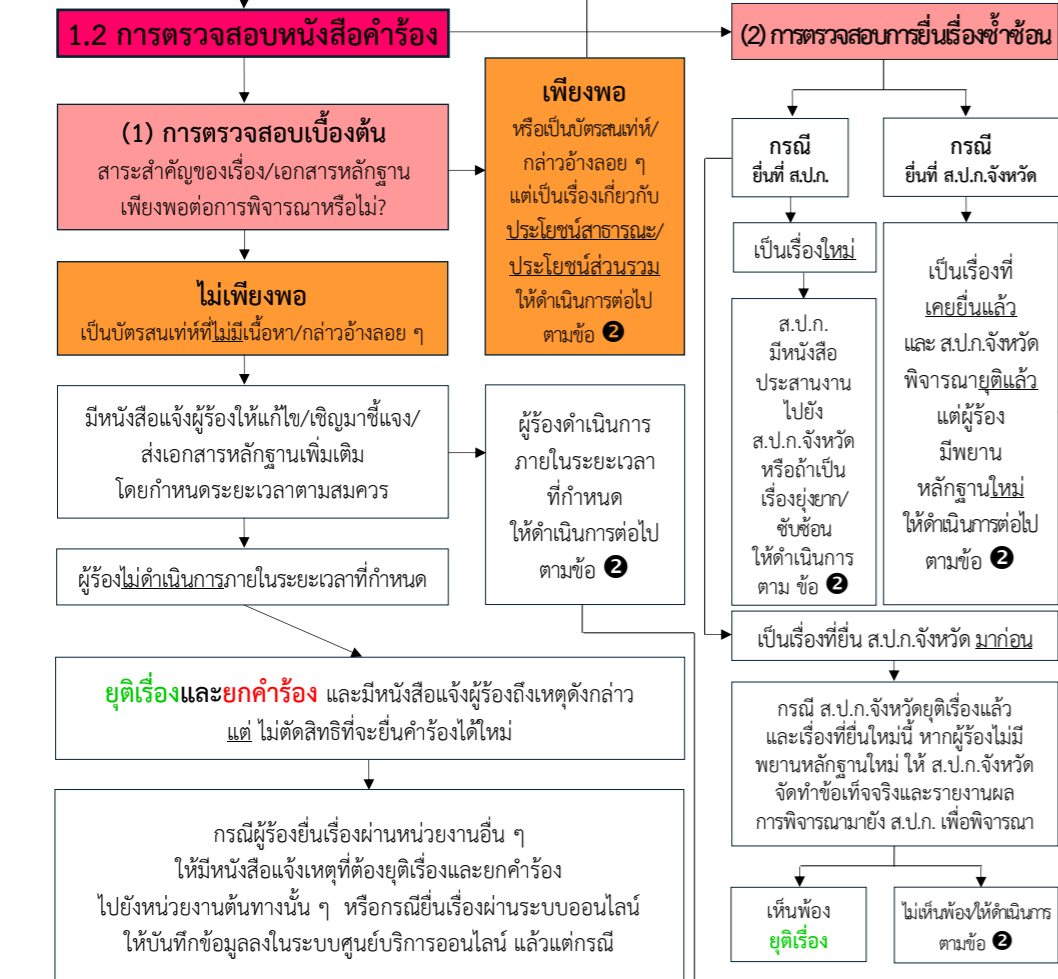 1.2 การตรวจสอบหนังสือคำร้อง
(1) การตรวจสอบเบื้องต้น
สาระสำคัญของเรื่อง/เอกสารหลักฐาน
เพียงพอต่อการพิจารณาหรือไม่?
เพียงพอ
หรือเป็นบัตรสนเท่ห์/
กล่าวอ้างลอย ๆ
แต่เป็นเรื่องเกี่ยวกับ
ประโยชน์สาธารณะ/
ประโยชน์ส่วนรวม
ให้ดำเนินการต่อไป
ตามข้อ ❷
ไม่เพียงพอ
เป็นบัตรสนเท่ห์ที่ไม่มีเนื้อหา/กล่าวอ้างลอย ๆ
มีหนังสือแจ้งผู้ร้องให้แก้ไข/เชิญมาชี้แจง/
ส่งเอกสารหลักฐานเพิ่มเติม
โดยกำหนดระยะเวลาตามสมควร
ผู้ร้องดำเนินการ
ภายในระยะเวลา
ที่กำหนด
ให้ดำเนินการต่อไป
ตามข้อ ❷
ผู้ร้องไม่ดำเนินการภายในระยะเวลาที่กำหนด
ยุติเรื่องและยกคำร้อง และมีหนังสือแจ้งผู้ร้องถึงเหตุดังกล่าว
แต่ ไม่ตัดสิทธิที่จะยื่นคำร้องได้ใหม่
กรณีผู้ร้องยื่นเรื่องผ่านหน่วยงานอื่น ๆ
ให้มีหนังสือแจ้งเหตุที่ต้องยุติเรื่องและยกคำร้อง
ไปยังหน่วยงานต้นทางนั้น ๆ หรือกรณียื่นเรื่องผ่านระบบออนไลน์
ให้บันทึกข้อมูลลงในระบบศูนย์บริการออนไลน์ แล้วแต่กรณี
(2) การตรวจสอบการยื่นเรื่องซ้ำซ้อน
กรณี
ยื่นที่ ส.ป.ก.
เป็นเรื่องใหม่
ส.ป.ก.
มีหนังสือ
ประสานงาน
ไปยัง
ส.ป.ก.จังหวัด
หรือถ้าเป็น
เรื่องยุ่งยาก/
ซับซ้อน
ให้ดำเนินการ
ตาม ข้อ ❷
กรณี
ยื่นที่ ส.ป.ก.จังหวัด
เป็นเรื่องที่
เคยยื่นแล้ว
และ ส.ป.ก.จังหวัด
พิจารณายุติแล้ว
แต่ผู้ร้อง
มีพยาน
หลักฐานใหม่
ให้ดำเนินการต่อไป
ตามข้อ ❷
เป็นเรื่องที่ยื่น ส.ป.ก.จังหวัด มาก่อน
กรณี ส.ป.ก.จังหวัดยุติเรื่องแล้ว
และเรื่องที่ยื่นใหม่นี้ หากผู้ร้องไม่มี
พยานหลักฐานใหม่ ให้ ส.ป.ก.จังหวัด
จัดทำข้อเท็จจริงและรายงานผล
การพิจารณามายัง ส.ป.ก. เพื่อพิจารณา
เห็นพ้อง
ยุติเรื่อง
ไม่เห็นพ้อง/ให้ดำเนินการ
ตามข้อ ❷